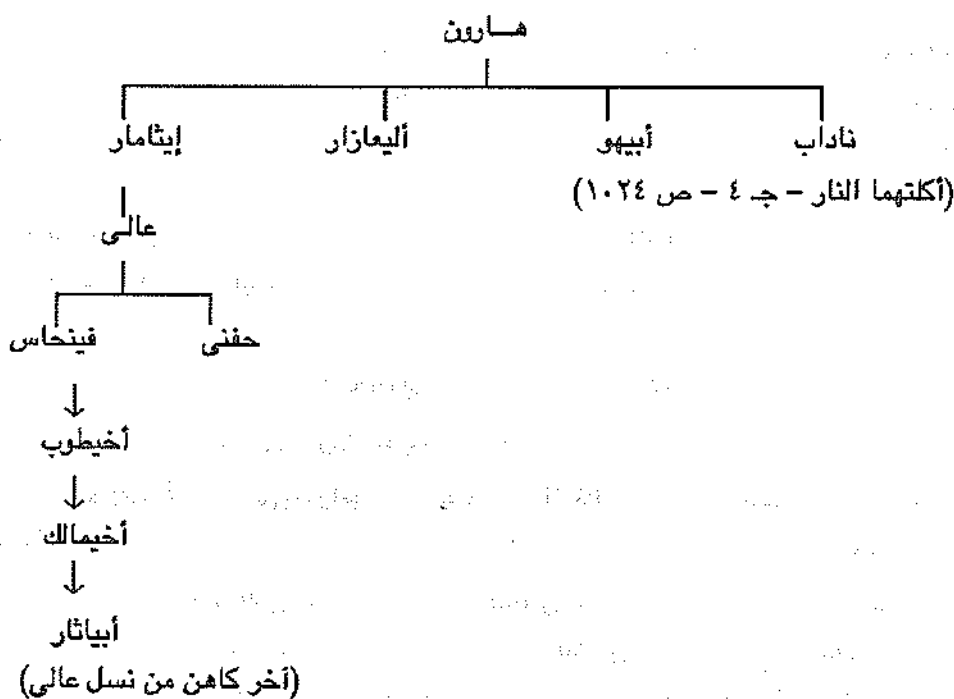 هـارون
ناداب أبيهو أليعازار إيثامار
(أكلتهما النار – جـ ٤ – ص ١٠٢٤)
عالى
حفنى فينحاس
أخيطوب
أخيمالك
أبياثار
(آخر كاهن من نسل عالى)